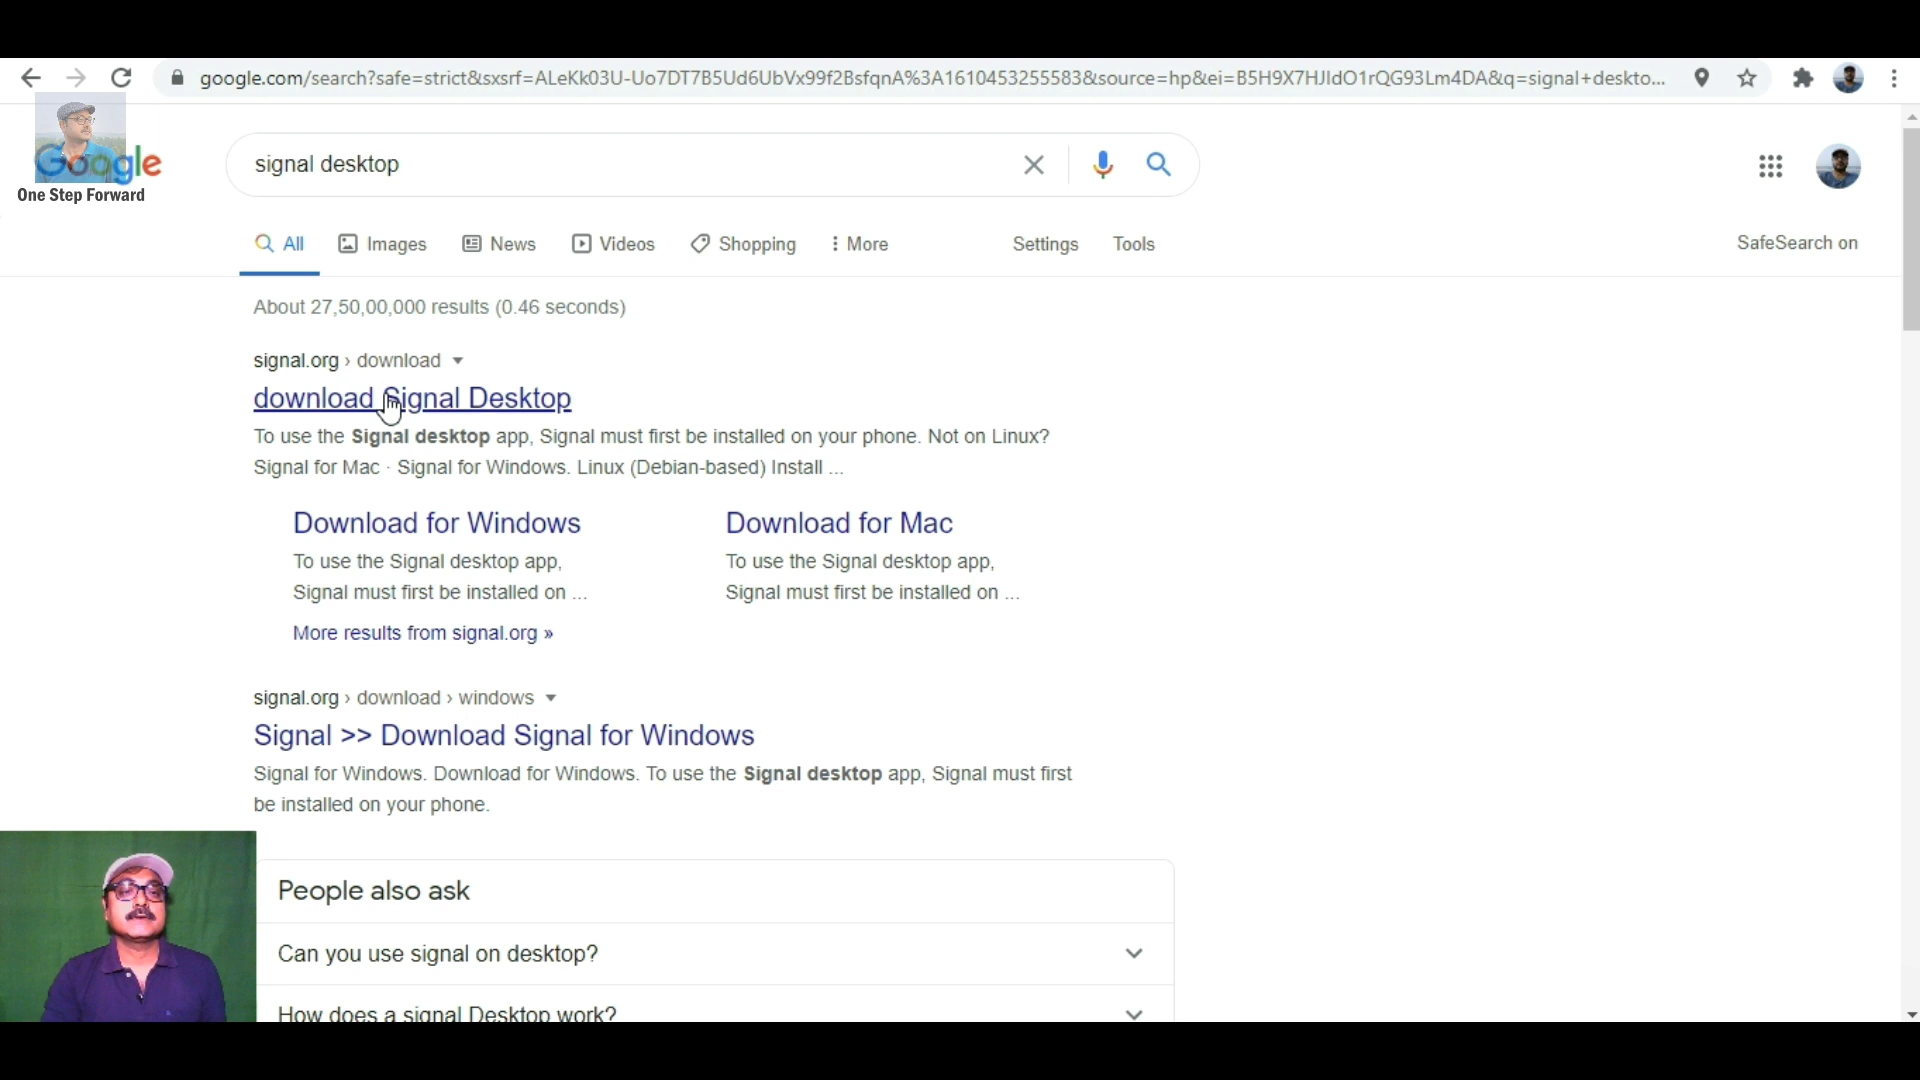 google.com/search?safe=strict&sxsrf=ALeKk03U-Uo7DT7B5Ud6UbVx99f2BsfqnA%3A1610453255583&source=hp&ei=B5H9X7HJIdO1rQG93Lm4DA&q=signal+deskto...
Google
One Step Forward
signal desktop
All Images News Videos Shopping More Settings Tools
SafeSearch on
About 27,50,00,000 results (0.46 seconds)
signal.org › download
download Signal Desktop
To use the Signal desktop app, Signal must first be installed on your phone. Not on Linux?
Signal for Mac · Signal for Windows. Linux (Debian-based) Install ...
Download for Windows
To use the Signal desktop app,
Signal must first be installed on ...
Download for Mac
To use the Signal desktop app,
Signal must first be installed on ...
More results from signal.org »
signal.org › download › windows
Signal >> Download Signal for Windows
Signal for Windows. Download for Windows. To use the Signal desktop app, Signal must first
be installed on your phone.
People also ask
Can you use signal on desktop?
How does a signal Desktop work?